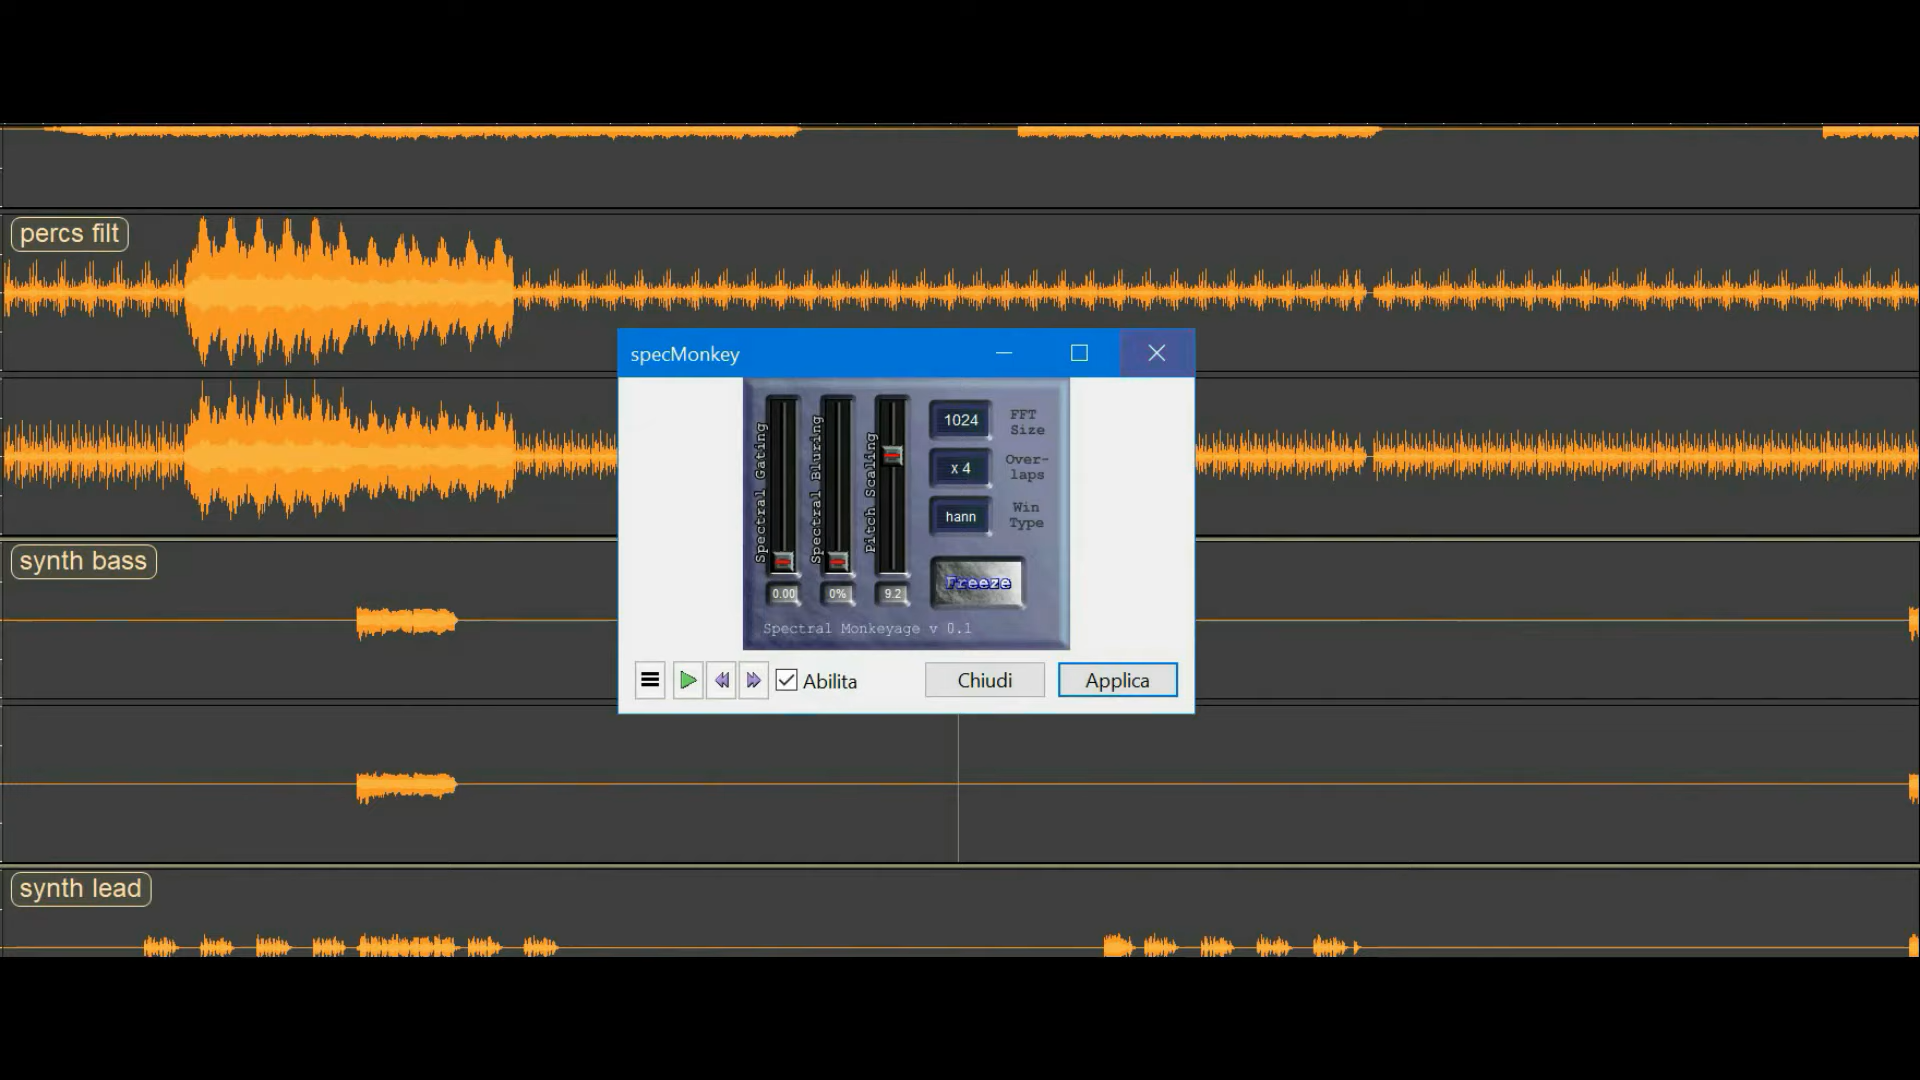 percs filt
specMonkey
Spectral Gating
Spectral Bluring
Pitch Scaling
1024
FFT
Size
x 4
Over-
laps
hann
Win
Type
Freeze
0.00
0%
9.2
Spectral Monkeyage v 0.1
Abilita
Chiudi
Applica
synth bass
synth lead